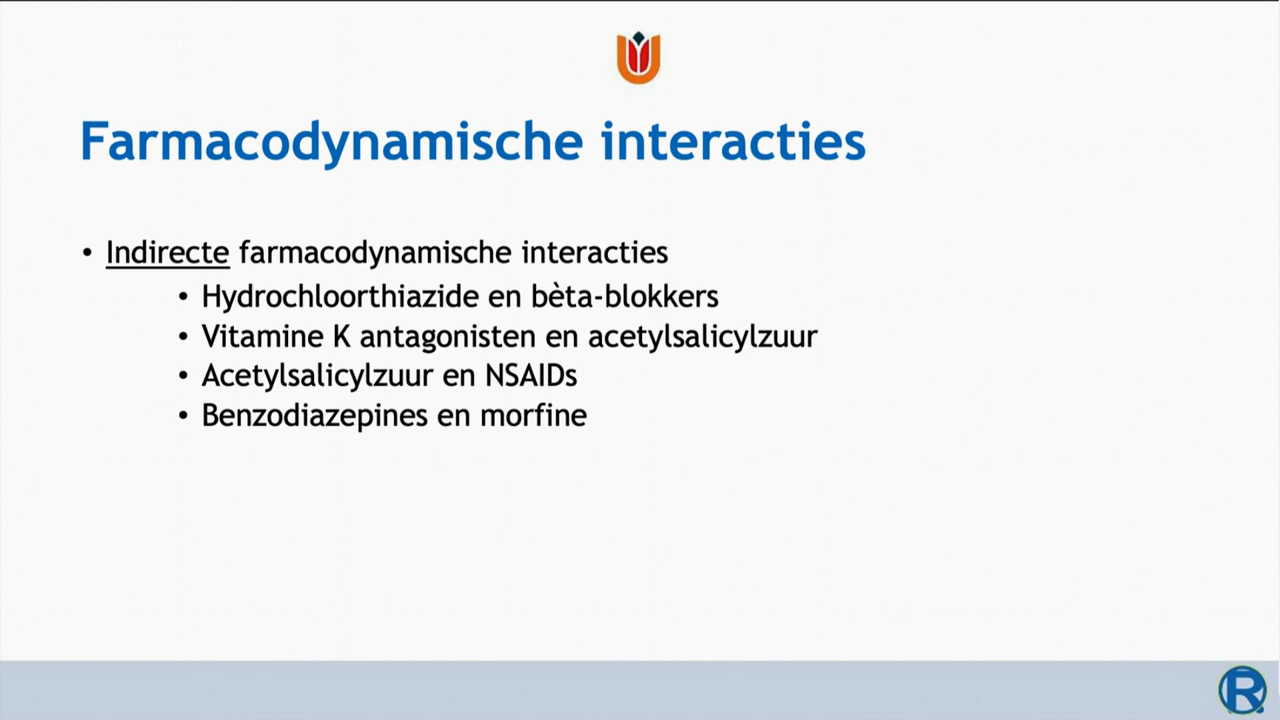 Farmacodynamische interacties
• Indirecte farmacodynamische interacties
• Hydrochloorthiazide en bèta-blokkers
• Vitamine K antagonisten en acetylsalicylzuur
• Acetylsalicylzuur en NSAIDs
• Benzodiazepines en morfine
R